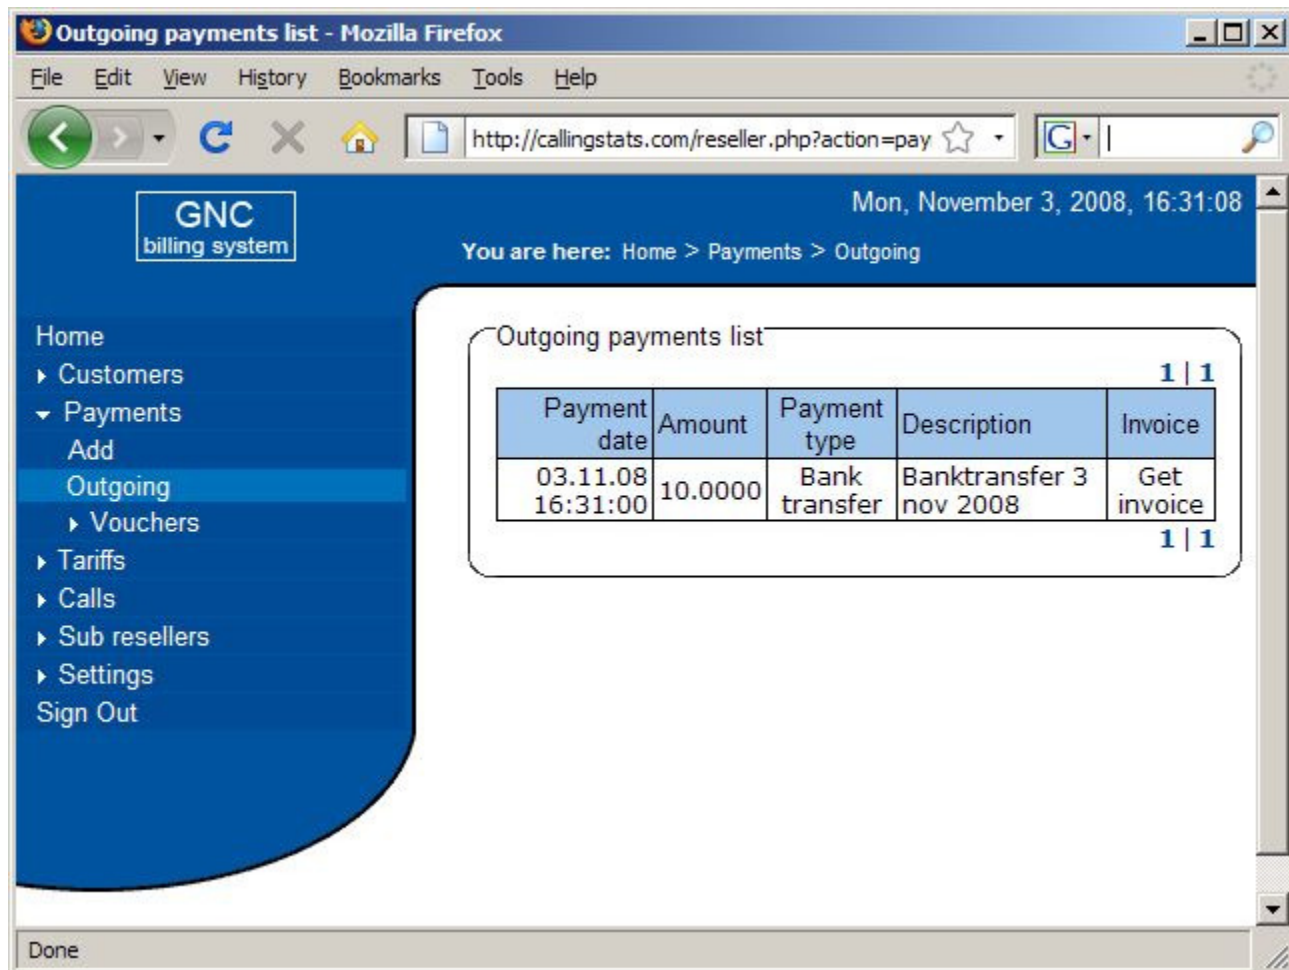 Outgoing payments list - Mozilla Firefox
File Edit View History Bookmarks Tools Help
http://callingstats.com/reseller.php?action=pay
G
GNC
billing system
Mon, November 3, 2008, 16:31:08
You are here: Home > Payments > Outgoing
Home
Customers
Payments
Add
Outgoing
Vouchers
Tariffs
Calls
Sub resellers
Settings
Sign Out
Outgoing payments list
1 | 1
Payment date Amount Payment type Description Invoice
03.11.08 16:31:00 10.0000 Bank transfer Banktransfer 3 nov 2008 Get invoice
1 | 1
Done